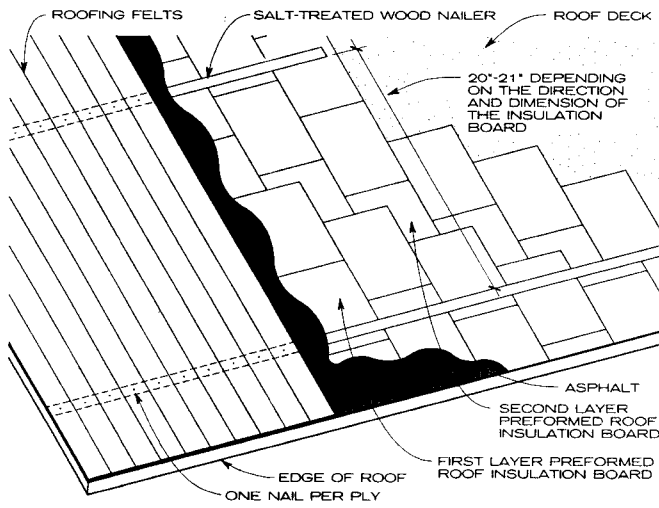 ROOFING FELTS
SALT-TREATED WOOD NAILER
ROOF DECK
20"-21" DEPENDING
ON THE DIRECTION
AND DIMENSION OF
THE INSULATION
BOARD
ASPHALT
SECOND LAYER
PREFORMED ROOF
INSULATION BOARD
FIRST LAYER PREFORMED
ROOF INSULATION BOARD
EDGE OF ROOF
ONE NAIL PER PLY